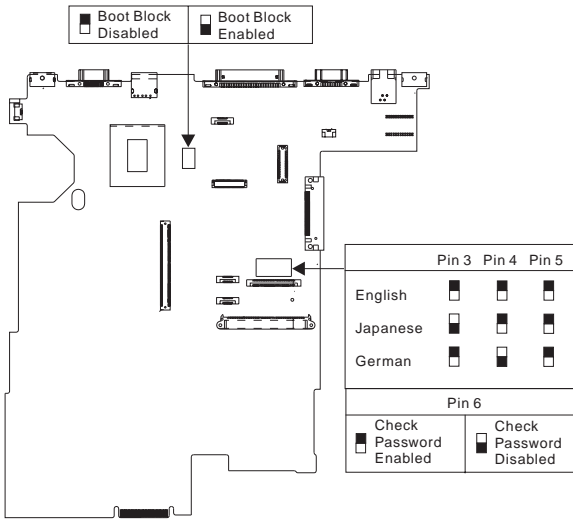 Boot Block
Disabled
Boot Block
Enabled
Pin 3 Pin 4 Pin 5
English
Japanese
German
Pin 6
Check
Password
Enabled
Check
Password
Disabled